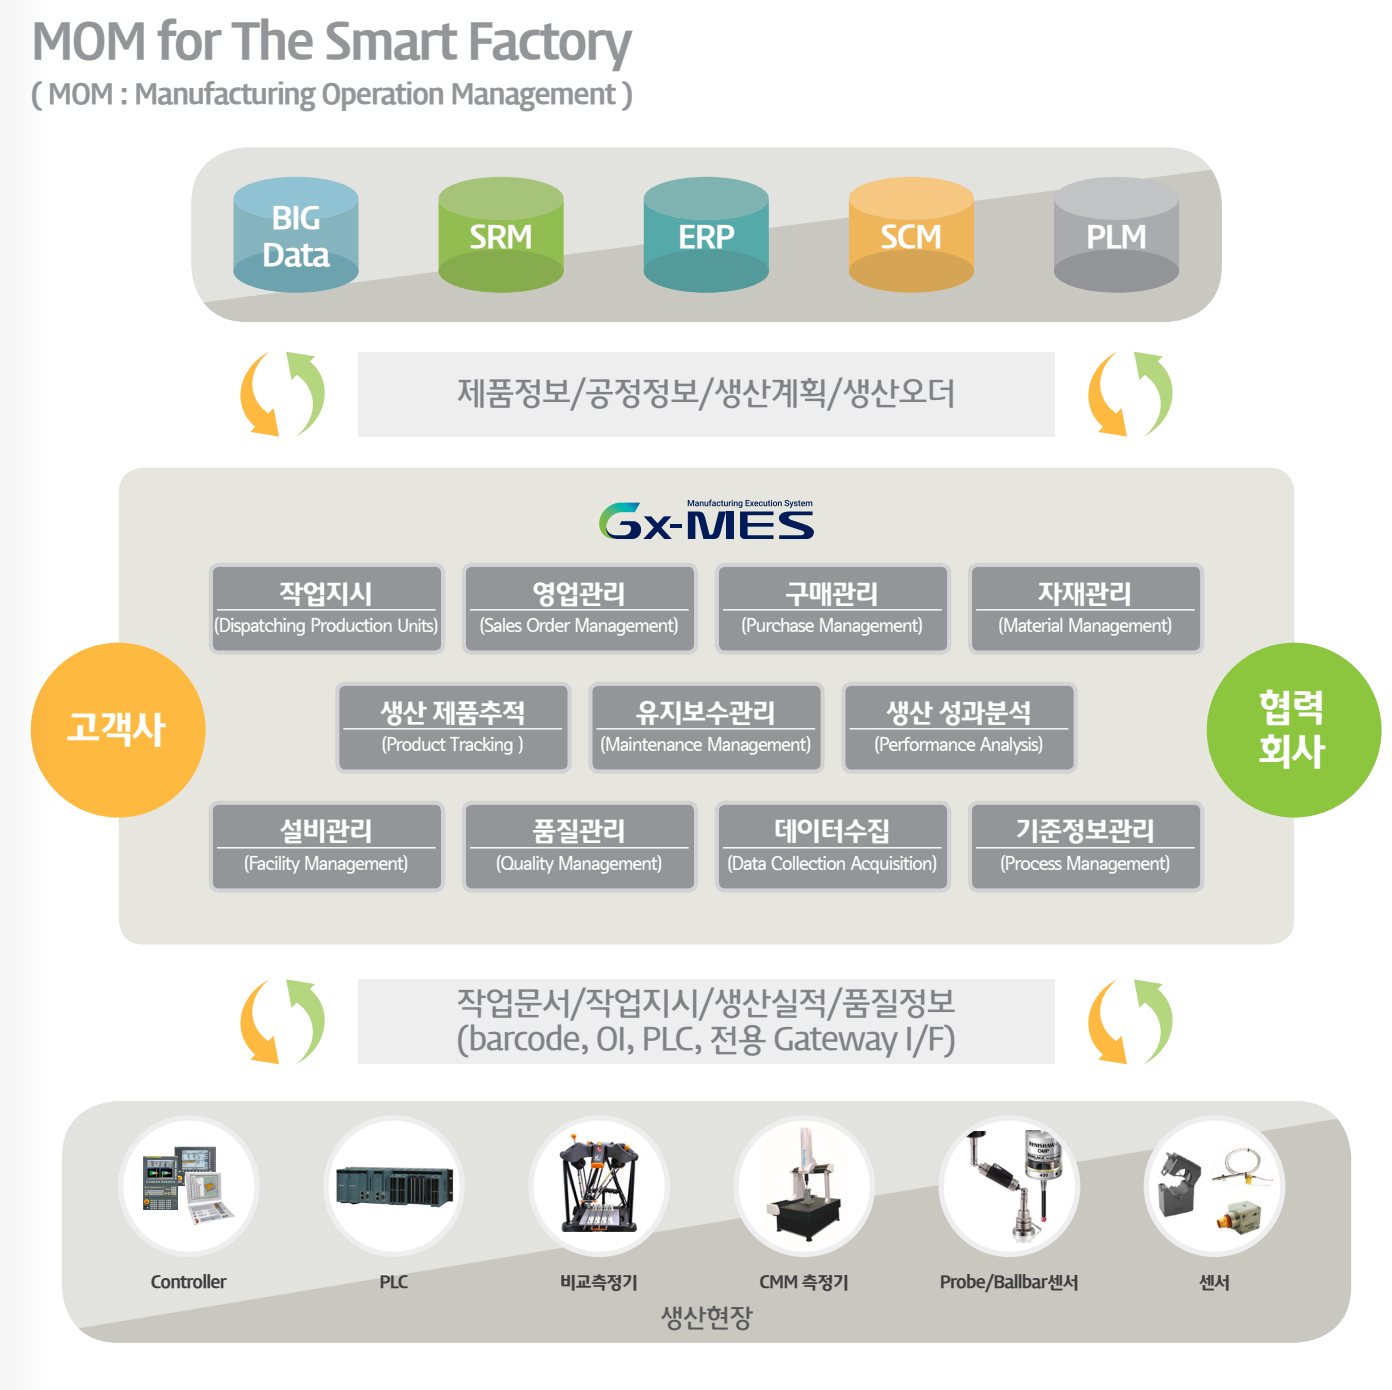 MOM for The Smart Factory
( MOM : Manufacturing Operation Management )
BIG
Data
SRM
ERP
SCM
PLM
제품정보/공정정보/생산계획/생산오더
Manufacturing Execution System
Gx-MES
작업지시
(Dispatching Production Units)
영업관리
(Sales Order Management)
구매관리
(Purchase Management)
자재관리
(Material Management)
고객사
생산 제품추적
(Product Tracking )
유지보수관리
(Maintenance Management)
생산 성과분석
(Performance Analysis)
협력
회사
설비관리
(Facility Management)
품질관리
(Quality Management)
데이터수집
(Data Collection Acquisition)
기준정보관리
(Process Management)
작업문서/작업지시/생산실적/품질정보
(barcode, OI, PLC, 전용 Gateway I/F)
OMP
400
Controller
PLC
비교측정기
CMM 측정기
Probe/Ballbar센서
센서
생산현장